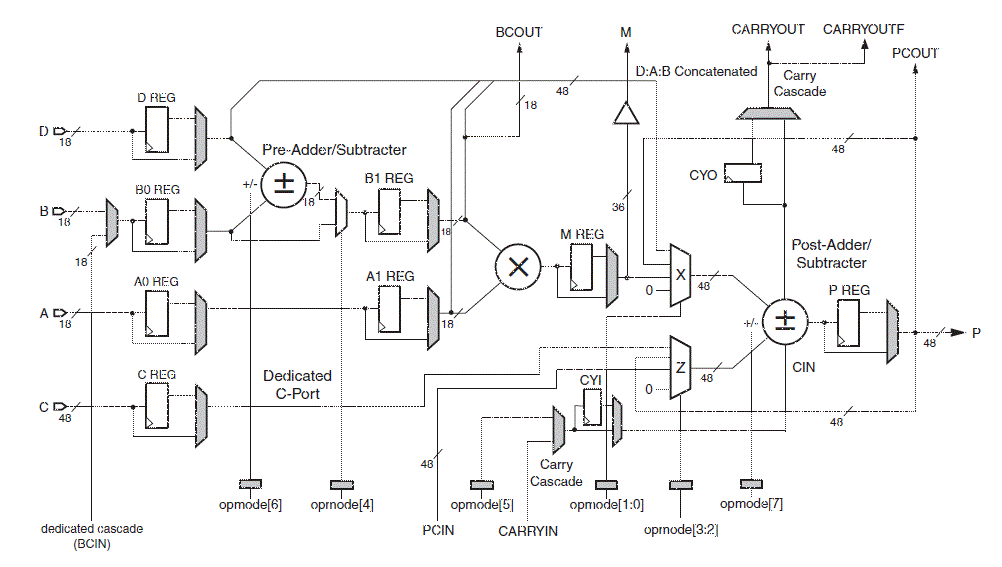 BCOUT
M
CARRYOUT
CARRYOUTF
PCOUT
D:A:B Concatenated
Carry
Cascade
48
18
D REG
D
18
Pre-Adder/Subtracter
+/-
±
18
48
CYO
B0 REG
B1 REG
B
18
18
18
36
M REG
Post-Adder/
Subtracter
A0 REG
A1 REG
×
X
0
48
A
18
18
+/-
±
P REG
48
P
C REG
Dedicated
C-Port
Z
0
48
CIN
CYI
C
48
48
48
Carry
Cascade
opmode[6]
opmode[4]
opmode[5]
opmode[1:0]
opmode[7]
dedicated cascade
(BCIN)
PCIN
CARRYIN
opmode[3:2]